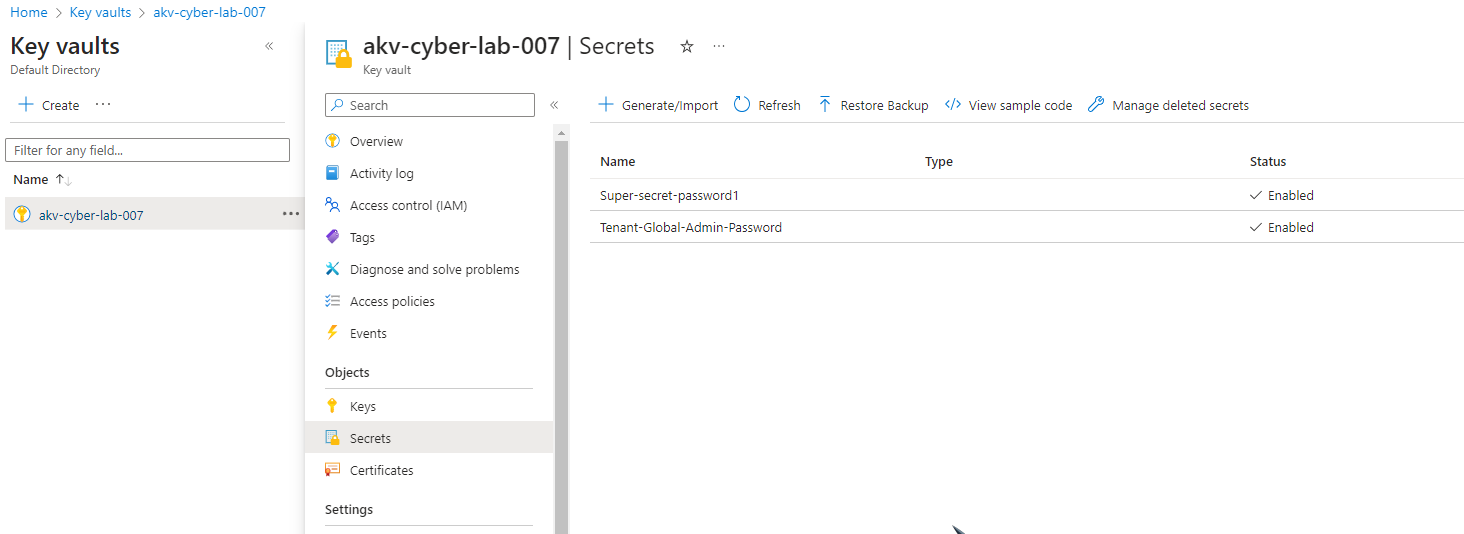 Home > Key vaults > akv-cyber-lab-007
Key vaults
Default Directory
Create
Filter for any field...
Name
akv-cyber-lab-007
akv-cyber-lab-007 | Secrets
Key vault
Search
Overview
Activity log
Access control (IAM)
Tags
Diagnose and solve problems
Access policies
Events
Objects
Keys
Secrets
Certificates
Settings
Generate/Import Refresh Restore Backup View sample code Manage deleted secrets
Name Type Status
Super-secret-password1 Enabled
Tenant-Global-Admin-Password Enabled